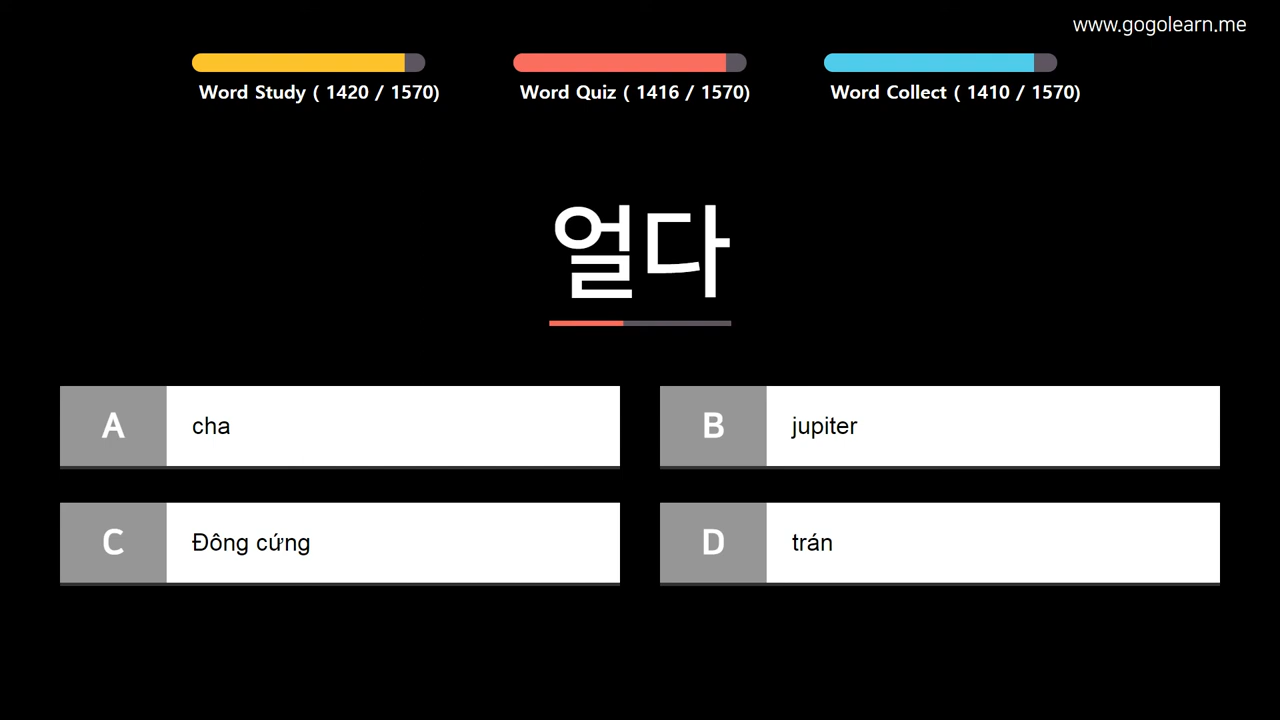 www.gogolearn.me
Word Study ( 1420 / 1570)
Word Quiz ( 1416 / 1570)
Word Collect ( 1410 / 1570)
얼다
A cha
B jupiter
C Đông cứng
D trán